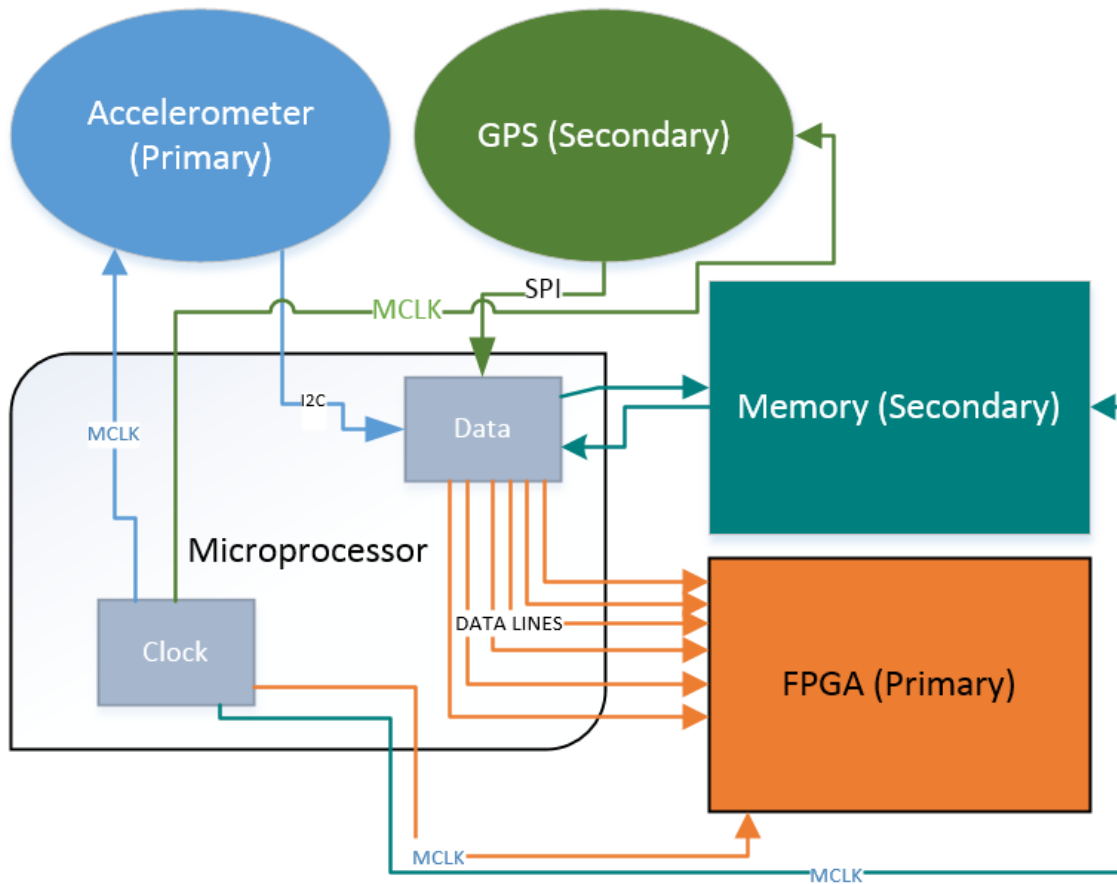 Accelerometer
(Primary)
GPS (Secondary)
SPI
MCLK
I2C
MCLK
Data
Memory (Secondary)
Microprocessor
DATA LINES
Clock
FPGA (Primary)
MCLK
MCLK